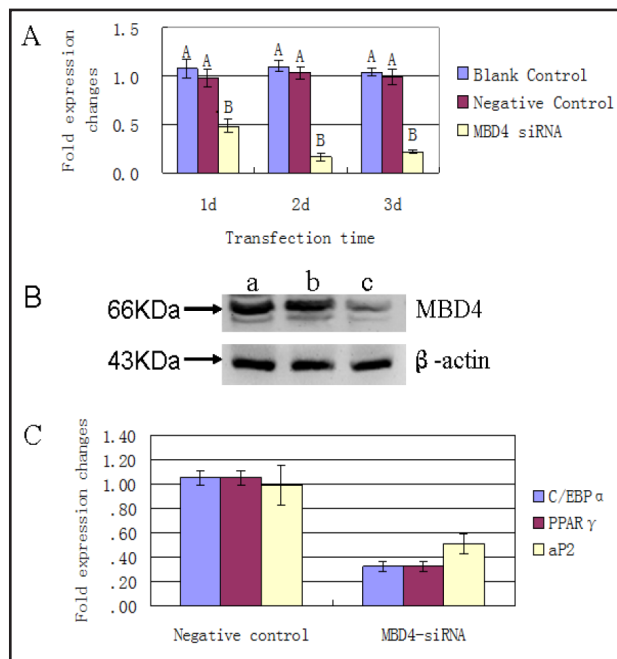 A
1.5
1.0
0.5
0.0
Fold expression changes
A A B
A A B
A A B
1d 2d 3d
Transfection time
Blank Control
Negative Control
MBD4 siRNA
B
a b c
66KDa MBD4
43KDa β-actin
C
Fold expression changes
1.40
1.20
1.00
.80
.60
.40
.20
.00
Negative control MBD4-siRNA
C/EBPα
PPARγ
aP2